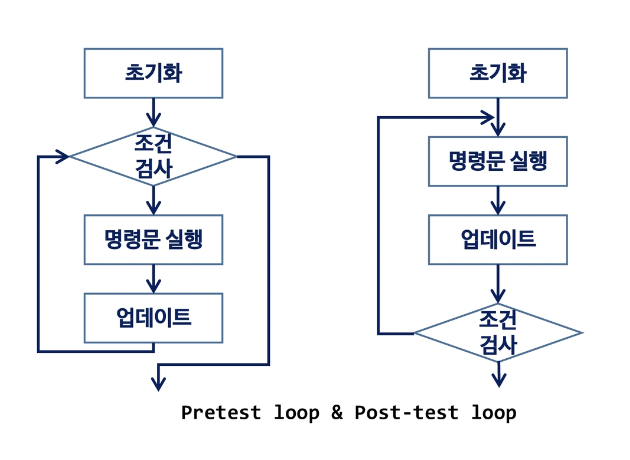 초기화
조건
검사
명령문 실행
업데이트
초기화
명령문 실행
업데이트
조건
검사
Pretest loop & Post-test loop